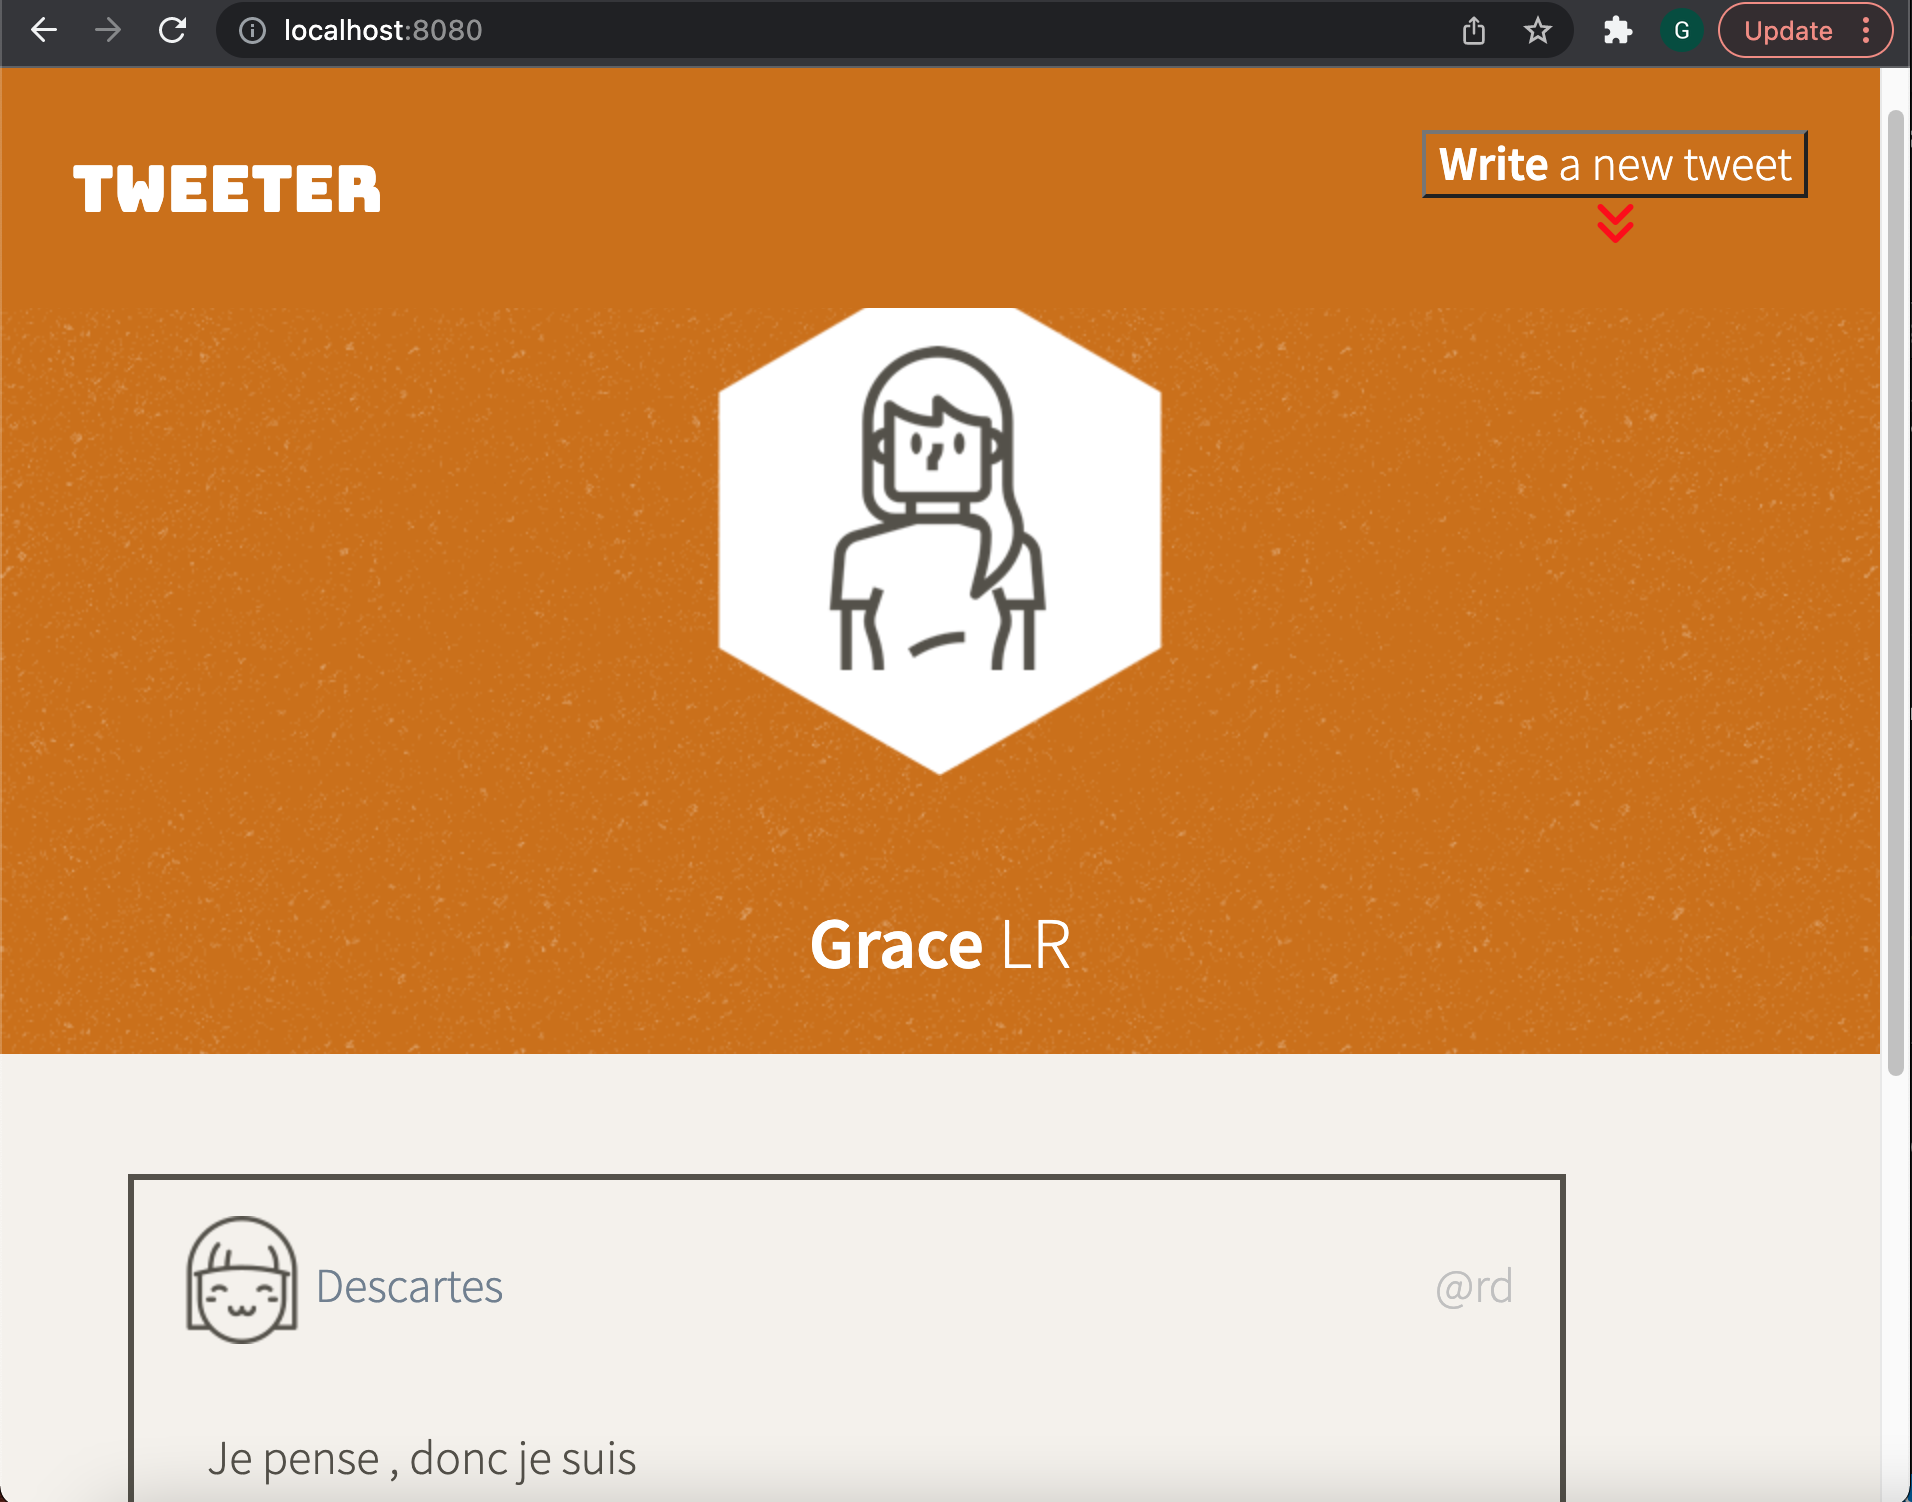 localhost:8080
G
Update
TWEETER
Write a new tweet
Grace LR
Descartes
@rd
Je pense , donc je suis